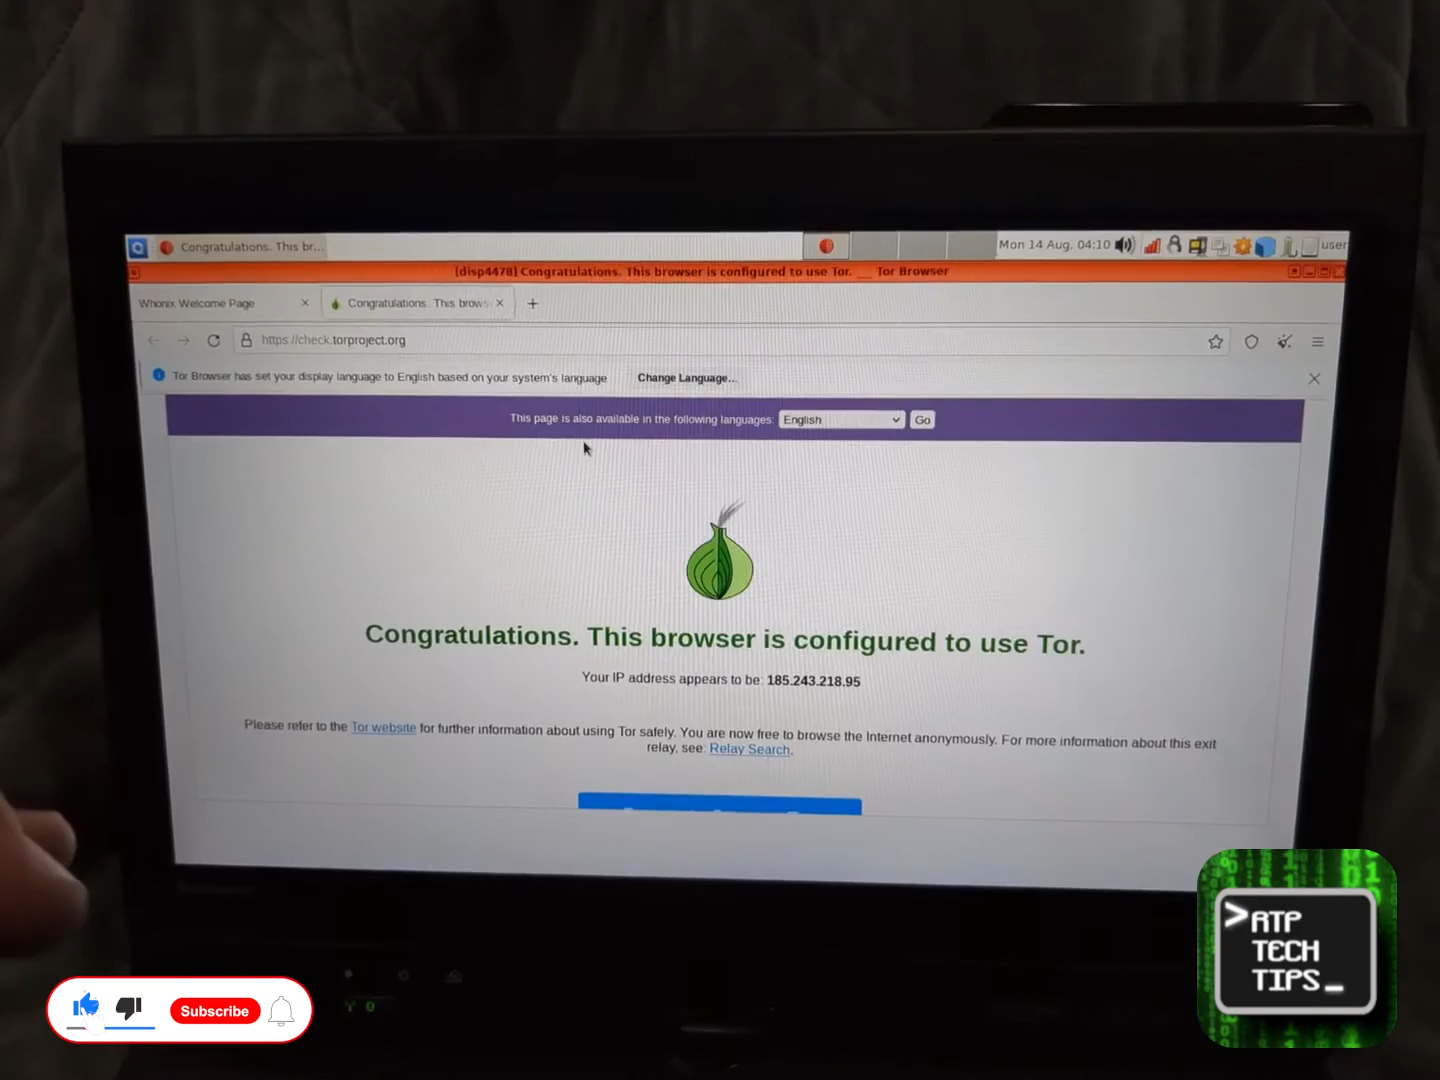 Congratulations. This br...
Mon 14 Aug, 04:10
user
[disp4478] Congratulations. This browser is configured to use Tor. __ Tor Browser
Whonix Welcome Page
Congratulations. This brows
https://check.torproject.org
Tor Browser has set your display language to English based on your system's language
Change Language...
This page is also available in the following languages:
English
Go
Congratulations. This browser is configured to use Tor.
Your IP address appears to be: 185.243.218.95
Please refer to the Tor website for further information about using Tor safely. You are now free to browse the Internet anonymously. For more information about this exit
relay, see: Relay Search.
>ATP
TECH
TIPS_
Subscribe
0